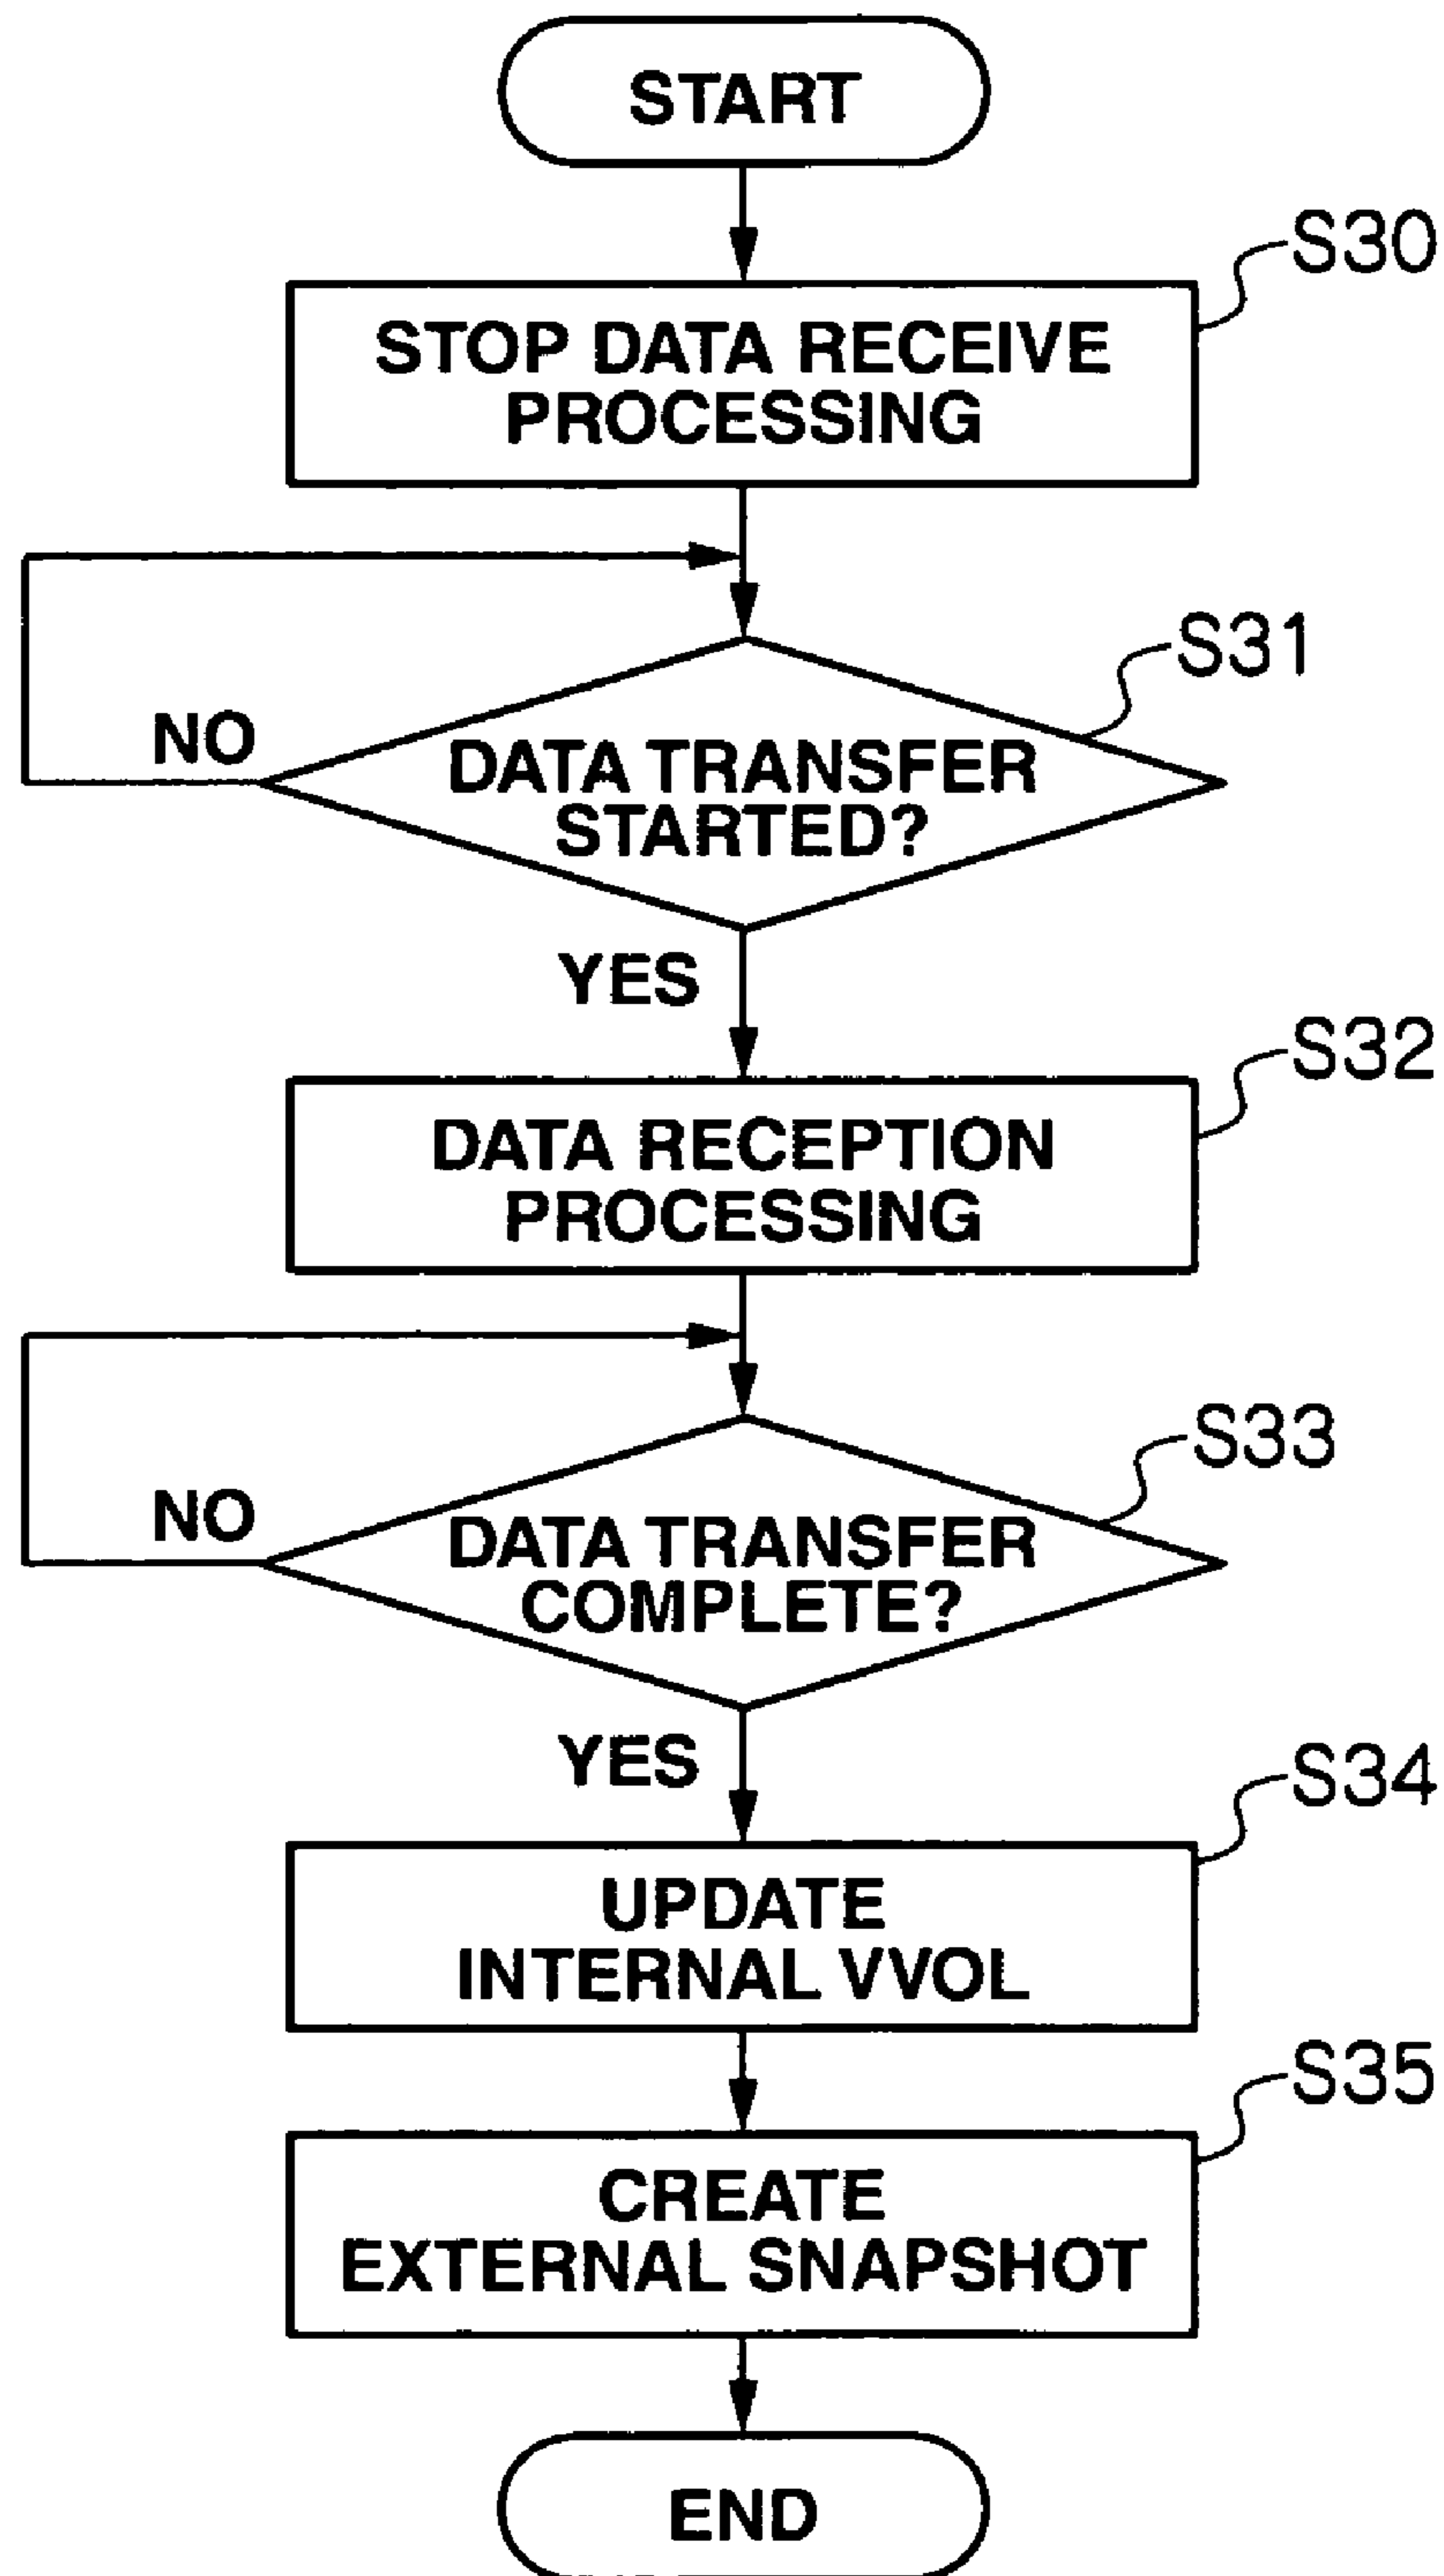 START
S30
STOP DATA RECEIVE
PROCESSING
S31
NO
DATA TRANSFER
STARTED?
YES
S32
DATA RECEPTION
PROCESSING
S33
NO
DATA TRANSFER
COMPLETE?
YES
S34
UPDATE
INTERNAL VVOL
S35
CREATE
EXTERNAL SNAPSHOT
END